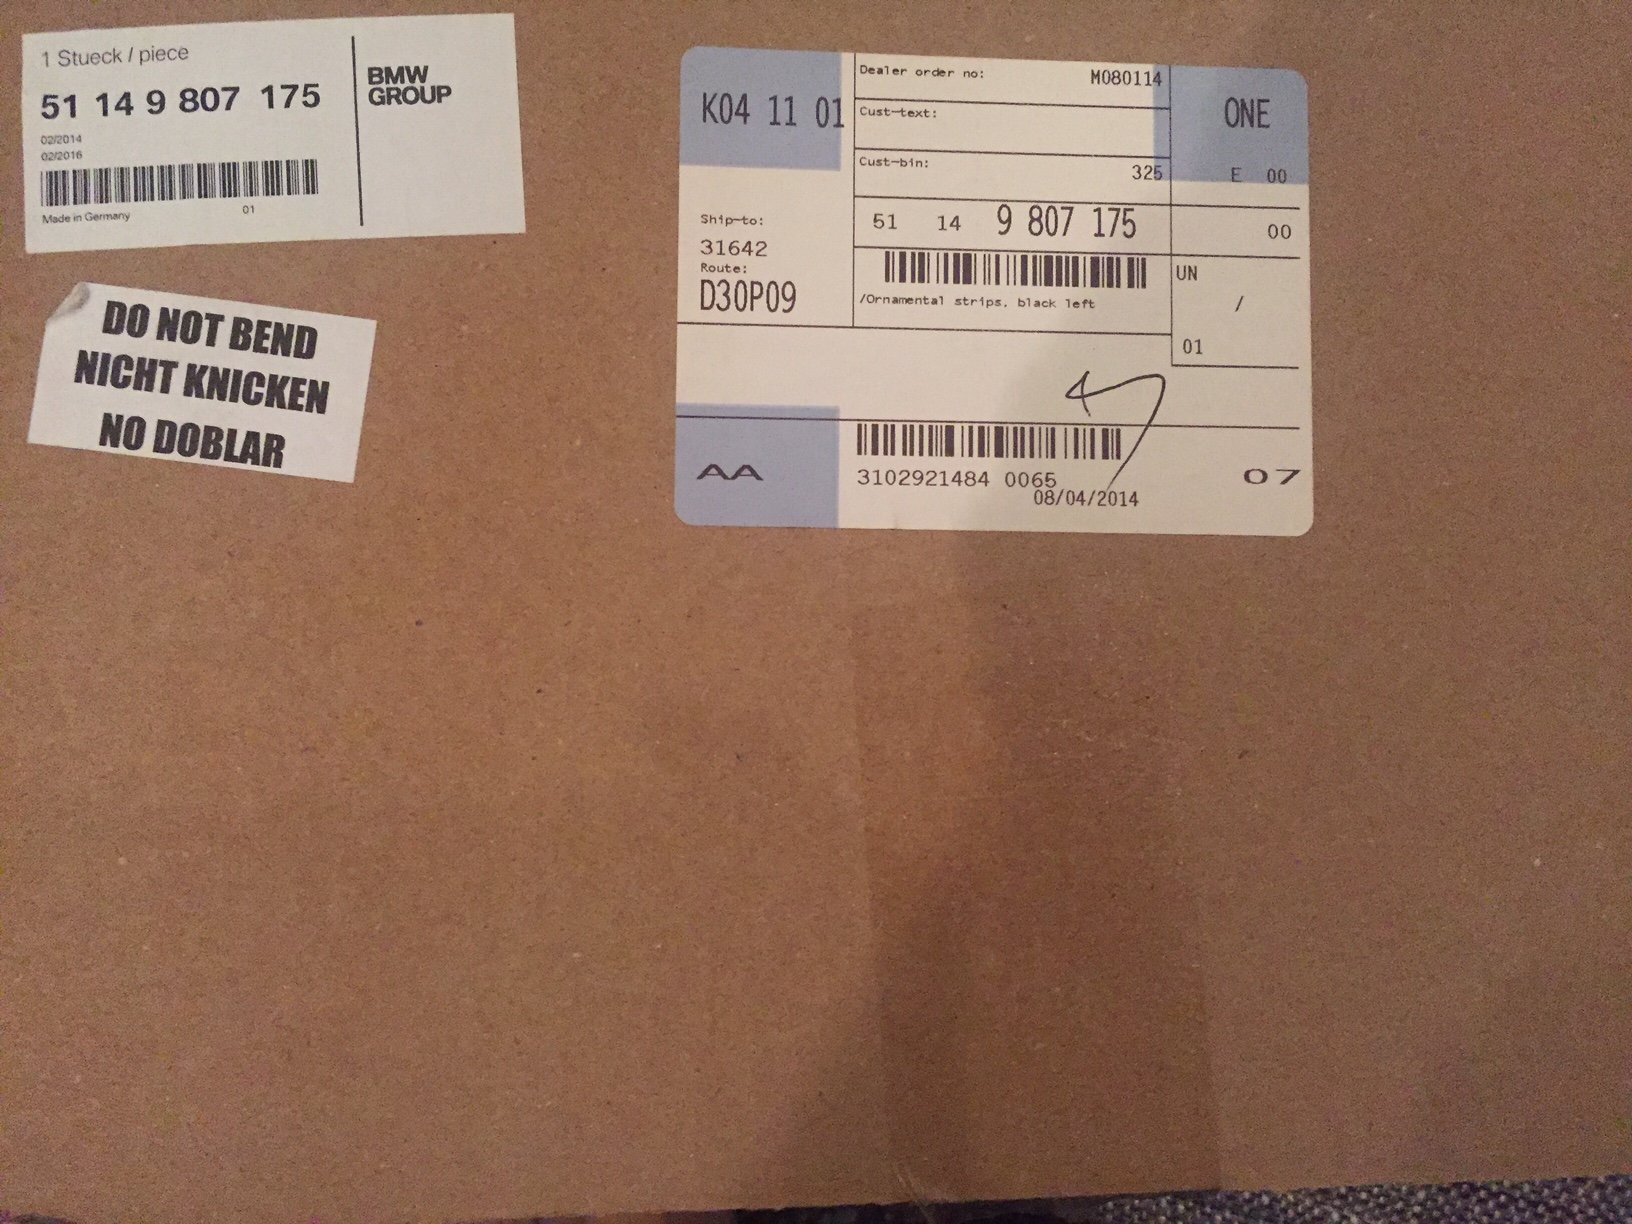 1 Stueck / piece
51 14 9 807 175
02/2014
02/2016
Made in Germany
01
BMW
GROUP
DO NOT BEND
NICHT KNICKEN
NO DOBLAR
K04 11 01
Dealer order no: M080114
Cust-text:
Cust-bin: 325
ONE
E 00
Ship-to:
31642
Route:
D30P09
51 14 9 807 175
/Ornamental strips, black left
00
UN
/
01
AA
3102921484 0065
08/04/2014
07